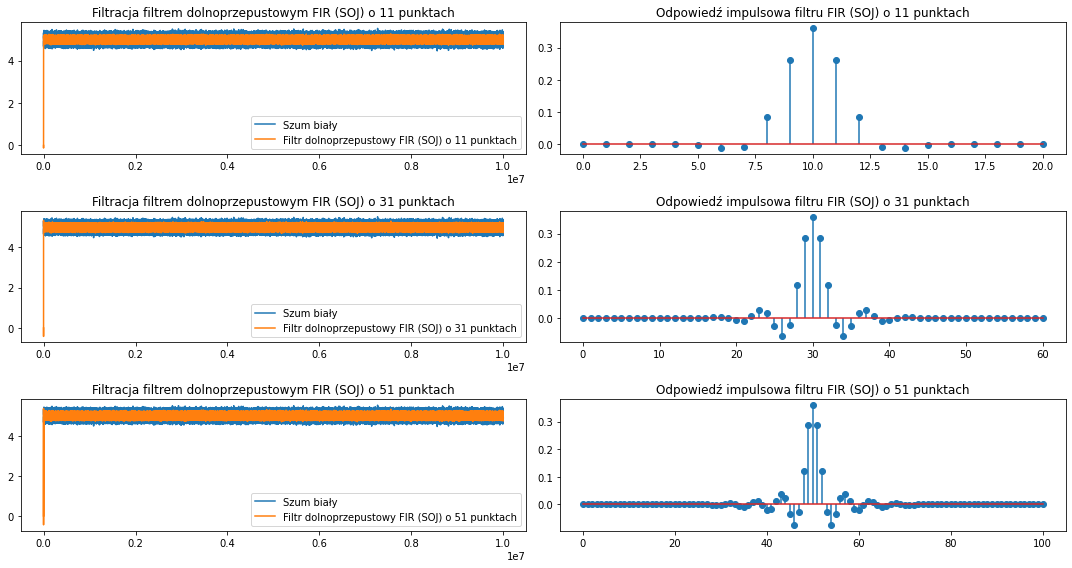 Filtracja filtrem dolnoprzepustowym FIR (SOJ) o 11 punktach
4
2
0
Szum biały
Filtr dolnoprzepustowy FIR (SOJ) o 11 punktach
0.0 0.2 0.4 0.6 0.8 1.0
1e7
Odpowiedź impulsowa filtru FIR (SOJ) o 11 punktach
0.3
0.2
0.1
0.0
0.0 2.5 5.0 7.5 10.0 12.5 15.0 17.5 20.0
Filtracja filtrem dolnoprzepustowym FIR (SOJ) o 31 punktach
4
2
0
Szum biały
Filtr dolnoprzepustowy FIR (SOJ) o 31 punktach
0.0 0.2 0.4 0.6 0.8 1.0
1e7
Odpowiedź impulsowa filtru FIR (SOJ) o 31 punktach
0.3
0.2
0.1
0.0
0 10 20 30 40 50 60
Filtracja filtrem dolnoprzepustowym FIR (SOJ) o 51 punktach
4
2
0
Szum biały
Filtr dolnoprzepustowy FIR (SOJ) o 51 punktach
0.0 0.2 0.4 0.6 0.8 1.0
1e7
Odpowiedź impulsowa filtru FIR (SOJ) o 51 punktach
0.3
0.2
0.1
0.0
0 20 40 60 80 100